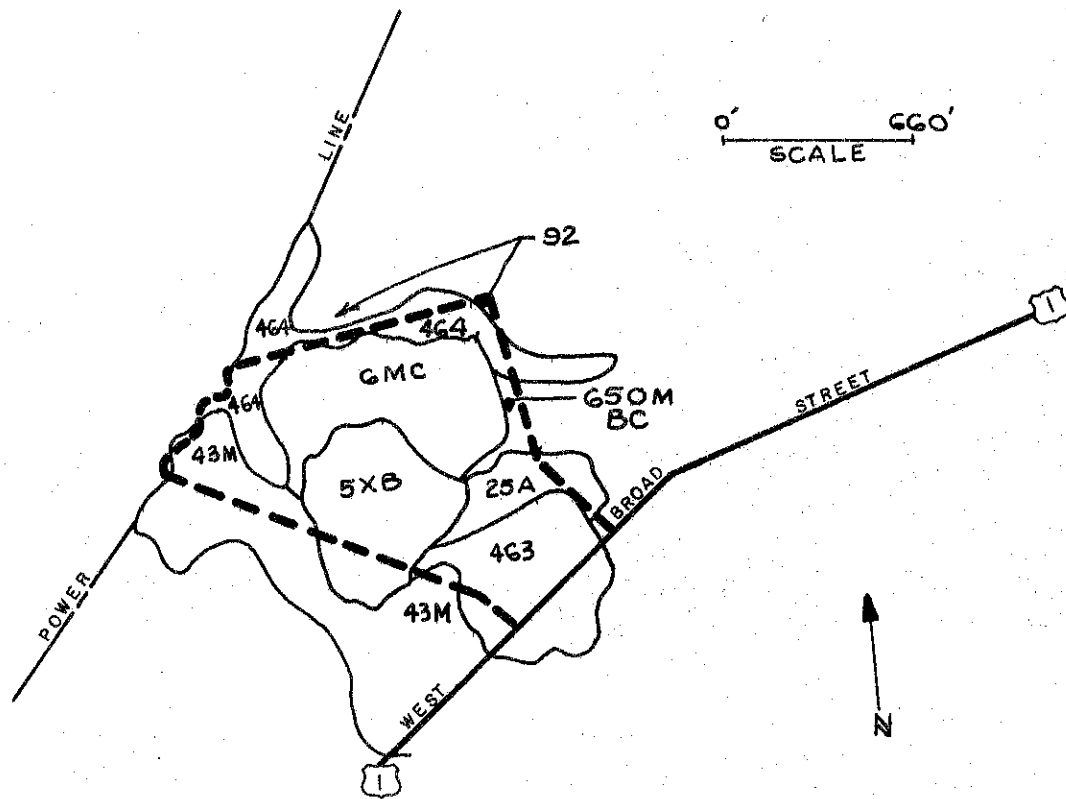 LINE
0' 660'
SCALE
92
1
464
464
6MC
STREET
650M
BC
464
43M
5XB
25A
BROAD
463
POWER
43M
WEST
N
1